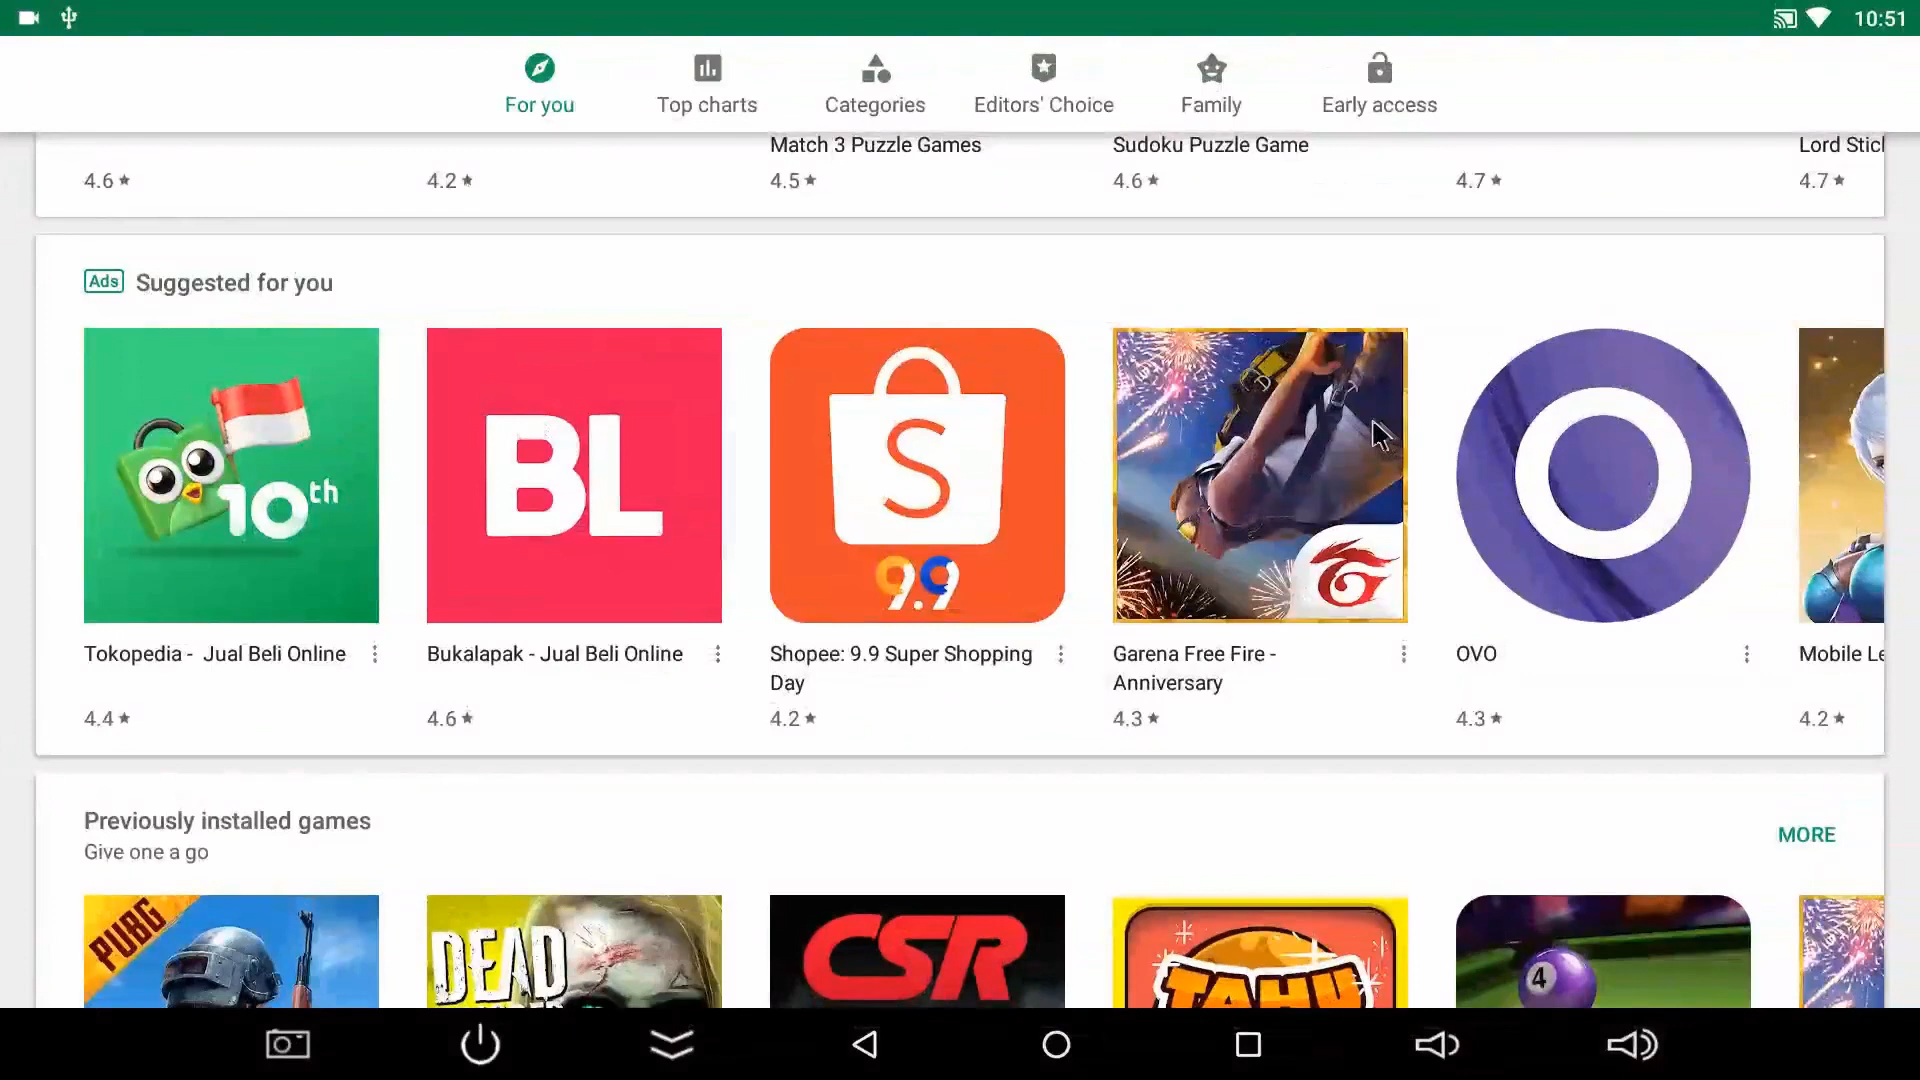 10:51
For you
Top charts
Categories
Editors' Choice
Family
Early access
Match 3 Puzzle Games
Sudoku Puzzle Game
Lord Stic
4.6 ★
4.2 ★
4.5 ★
4.6 ★
4.7 ★
4.7 ★
Ads Suggested for you
10th
BL
S
9.9
Tokopedia - Jual Beli Online
Bukalapak - Jual Beli Online
Shopee: 9.9 Super Shopping
Day
Garena Free Fire -
Anniversary
OVO
Mobile Le
4.4 ★
4.6 ★
4.2 ★
4.3 ★
4.3 ★
4.2 ★
Previously installed games
Give one a go
MORE
PUBG
DEAD
CSR
TAHU
4